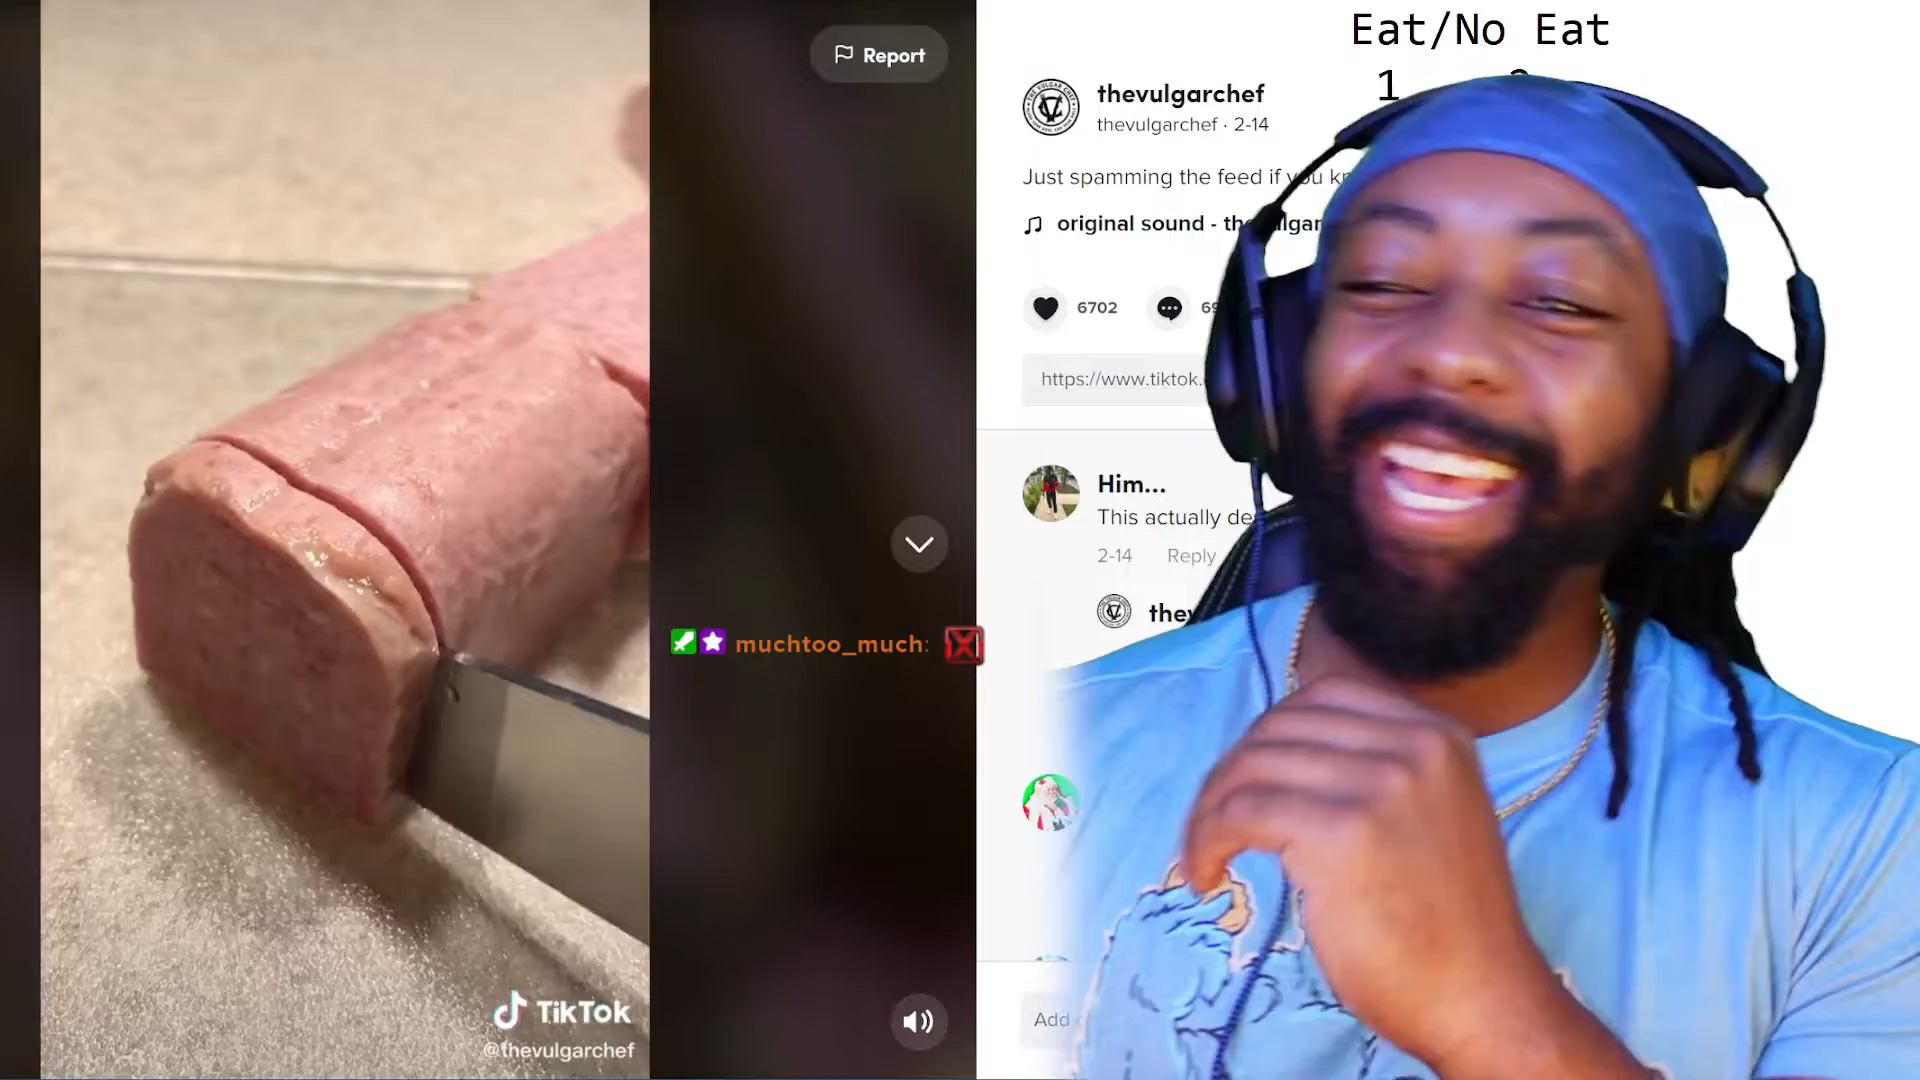 Eat/No Eat
1
Report
thevulgarchef
thevulgarchef · 2-14
Just spamming the feed if you
original sound -
6702
https://www.tiktok.
Him...
This actually
2-14 Reply
muchtoo_much:
Add
TikTok
@thevulgarchef